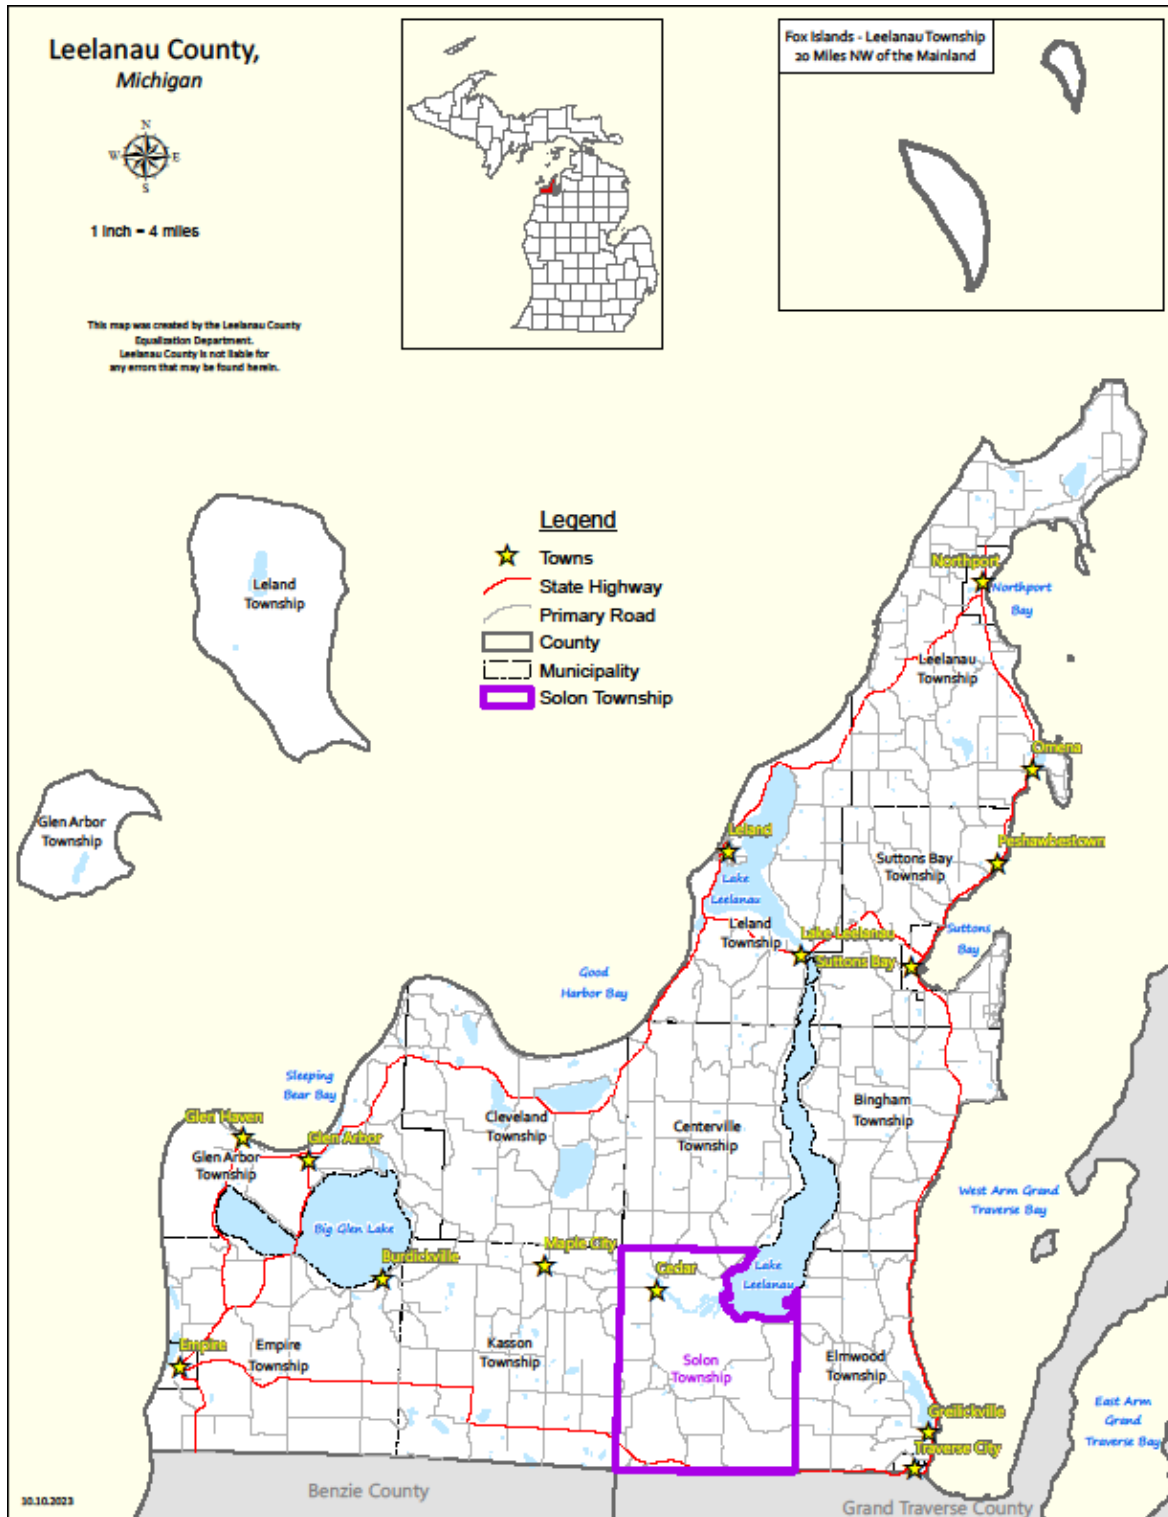 Leelanau County,
Michigan
N
W E
S
1 inch = 4 miles
This map was created by the Leelanau County
Equalization Department.
Leelanau County is not liable for
any errors that may be found herein.
Fox Islands - Leelanau Township
20 Miles NW of the Mainland
Legend
Towns
State Highway
Primary Road
County
Municipality
Solon Township
Leland
Township
Glen Arbor
Township
Northport
Northport
Bay
Leelanau
Township
Omena
Leland
Lake
Leelanau
Suttons Bay
Township
Peshawbestown
Leland
Township
Lake Leelanau
Suttons Bay
Suttons
Bay
Good
Harbor Bay
Sleeping
Bear Bay
Glen Haven
Glen Arbor
Glen Arbor
Township
Cleveland
Township
Centerville
Township
Bingham
Township
West Arm Grand
Traverse Bay
Big Glen Lake
Burdickville
Maple City
Cedar
Lake
Leelanau
Empire
Empire
Township
Kasson
Township
Solon
Township
Elmwood
Township
Greilickville
Traverse City
East Arm
Grand
Traverse Bay
Benzie County
Grand Traverse County
10.10.2023